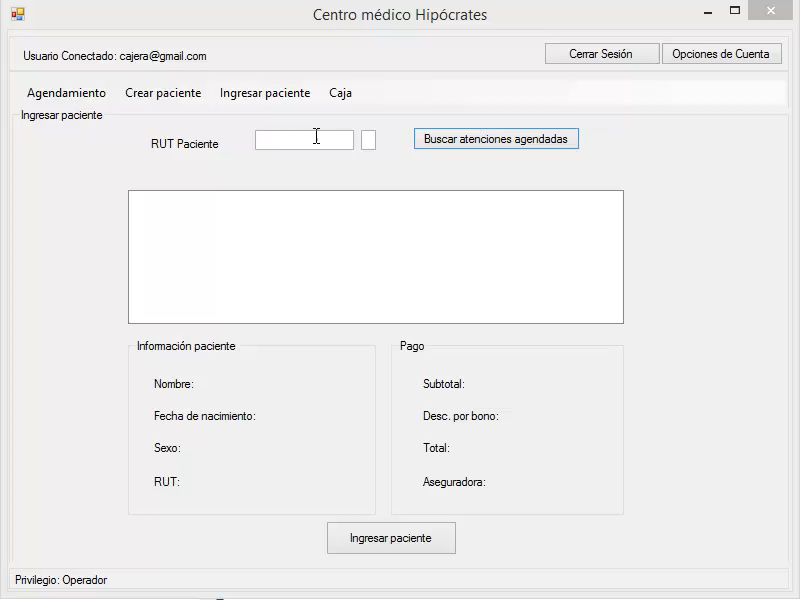 Centro médico Hipócrates
Usuario Conectado: cajera@gmail.com
Cerrar Sesión
Opciones de Cuenta
Agendamiento Crear paciente Ingresar paciente Caja
Ingresar paciente
RUT Paciente
Buscar atenciones agendadas
Información paciente
Nombre:
Fecha de nacimiento:
Sexo:
RUT:
Pago
Subtotal:
Desc. por bono:
Total:
Aseguradora:
Ingresar paciente
Privilegio: Operador